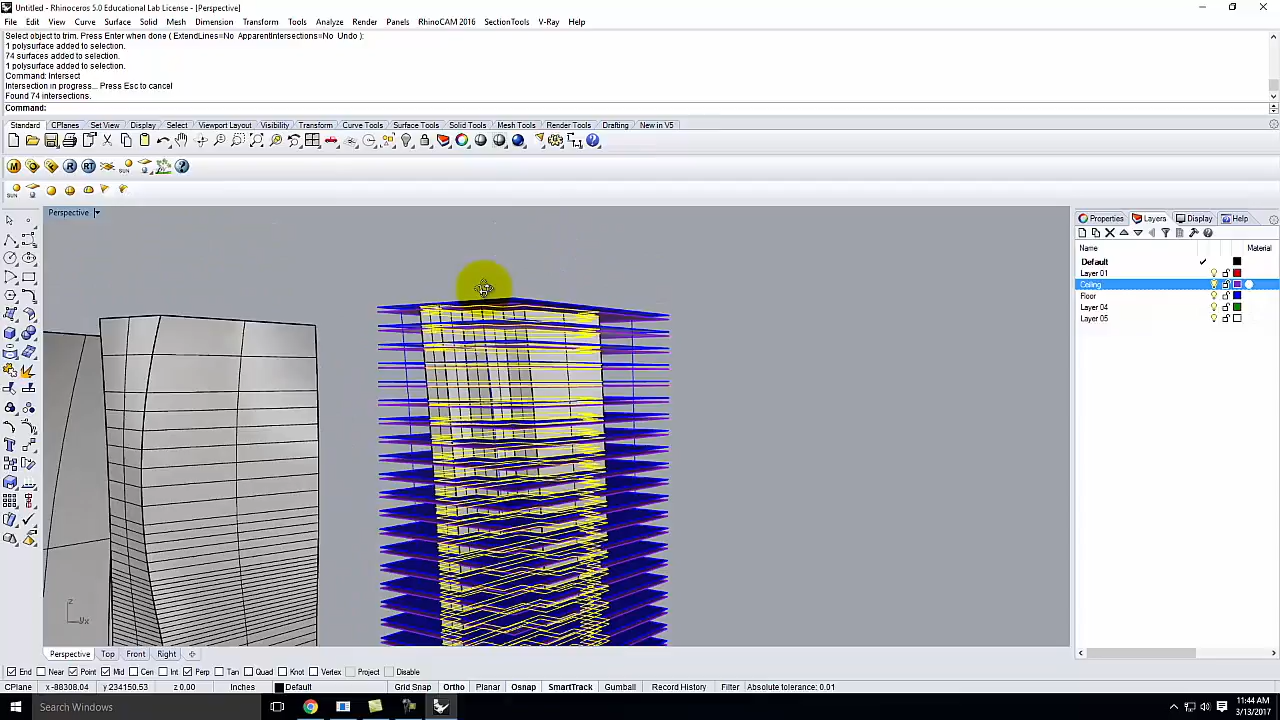 Untitled - Rhinoceros 5.0 Educational Lab License - [Perspective]
File Edit View Curve Surface Solid Mesh Dimension Transform Tools Analyze Render Panels RhinoCAM 2016 SectionTools V-Ray Help
Select object to trim. Press Enter when done ( ExtendLines=No ApparentIntersections=No Undo ):
1 polysurface added to selection.
74 surfaces added to selection.
1 polysurface added to selection.
Command: Intersect
Intersection in progress... Press Esc to cancel
Found 74 intersections.
Command:
Standard CPlanes Set View Display Select Viewport Layout Visibility Transform Curve Tools Surface Tools Solid Tools Mesh Tools Render Tools Drafting New in V5
Perspective
Properties Layers Display Help
Name Material
Default
Layer 01
Ceiling
Floor
Layer 04
Layer 05
z
yx
Perspective Top Front Right
End Near Point Mid Cen Int Perp Tan Quad Knot Vertex Project Disable
CPlane x -88308.04 y 234150.53 z 0.00 Inches Default Grid Snap Ortho Planar Osnap SmartTrack Gumball Record History Filter Absolute tolerance: 0.01
Search Windows
11:44 AM
3/13/2017